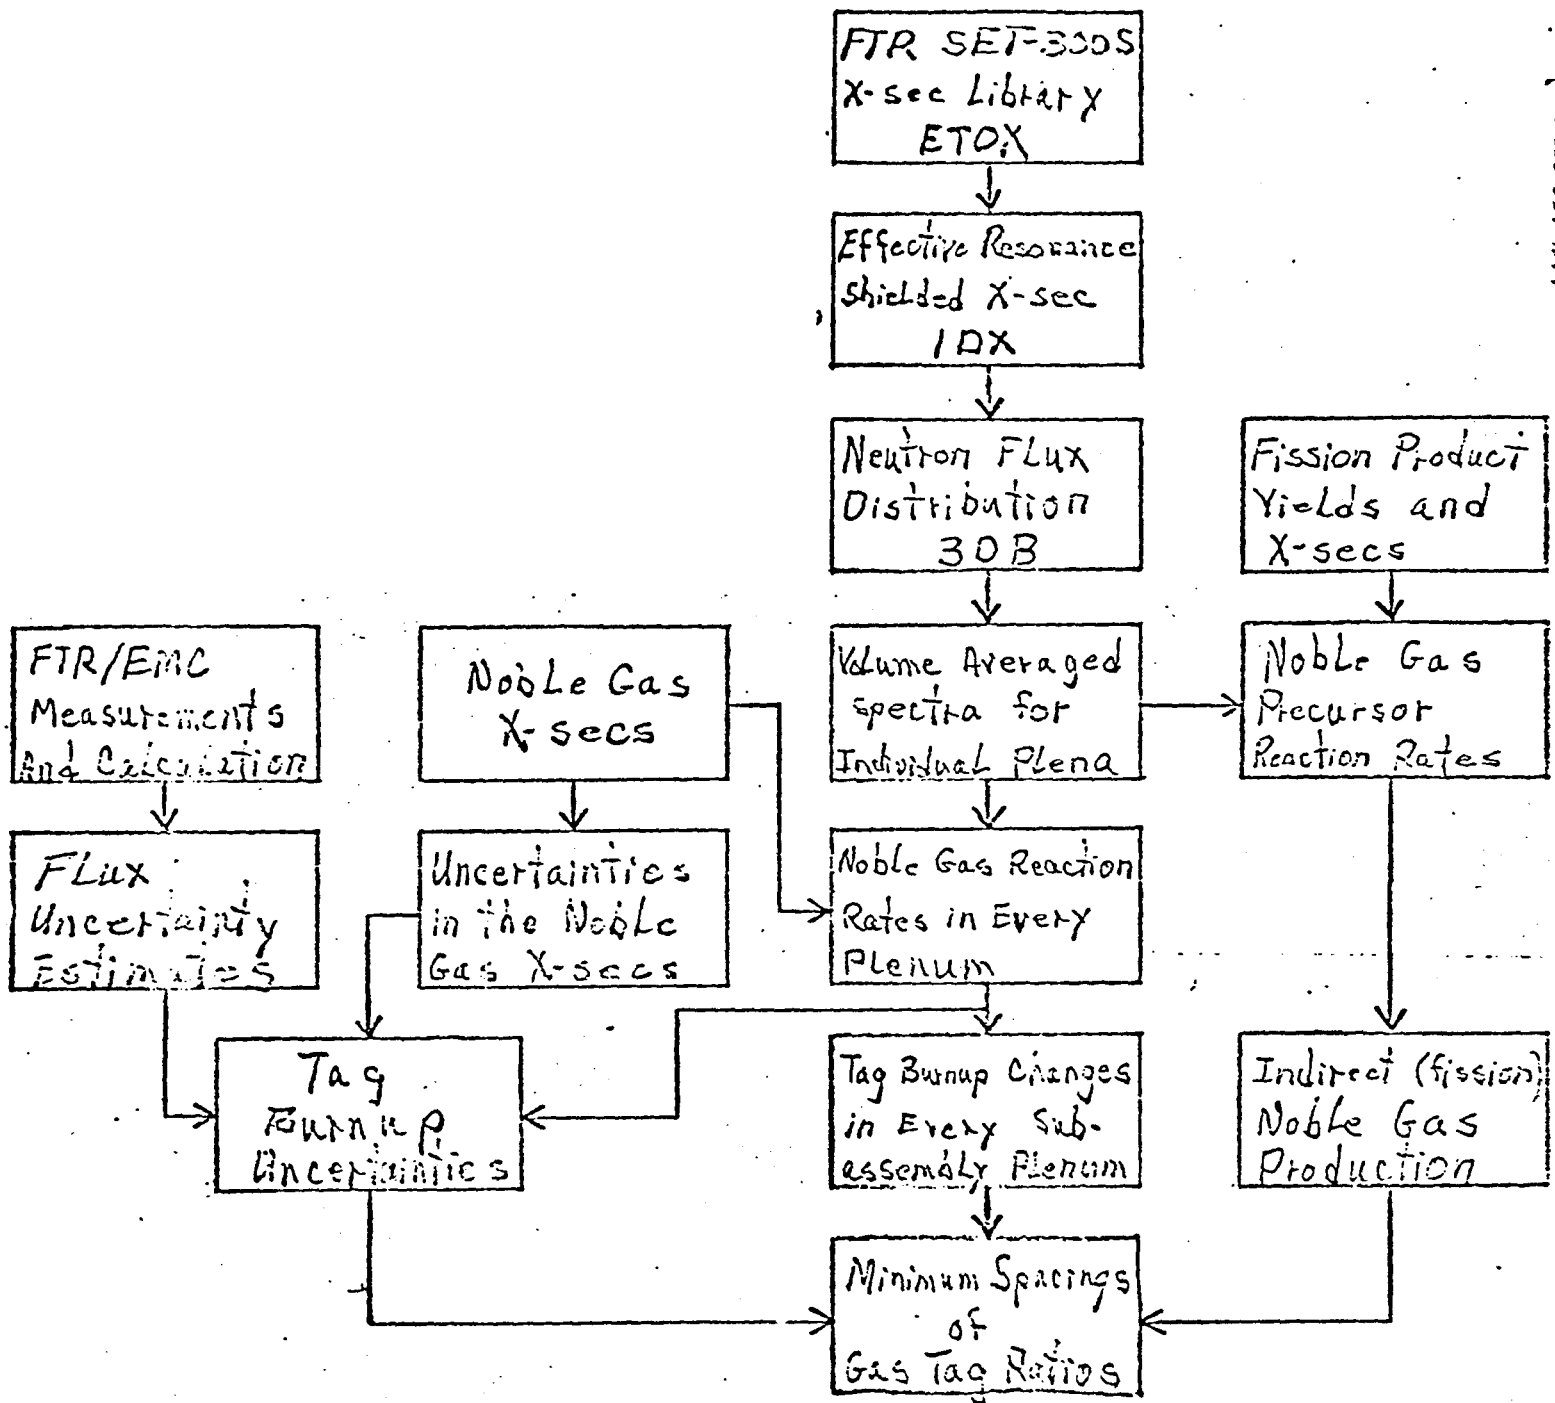 FTR SET-300S
X-sec Library
ETOX
Effective Resonance
Shielded X-sec
1DX
Neutron FLux
Distribution
3DB
Fission Product
Yields and
X-secs
FTR/EMC
Measurements
And Calculation
NobLe Gas
X-secs
Volume Averaged
Spectra for
Individual Plena
NobLe Gas
Precursor
Reaction Rates
FLux
Uncertainty
Estimates
Uncertainties
in the NobLe
Gas X-secs
Noble Gas Reaction
Rates in Every
Plenum
Tag
Burnup
Uncertainties
Tag Burnup Changes
in Every Sub-
assembly Plenum
Indirect (fission)
NobLe Gas
Production
Minimum Spacings
of
Gas Tag Ratios